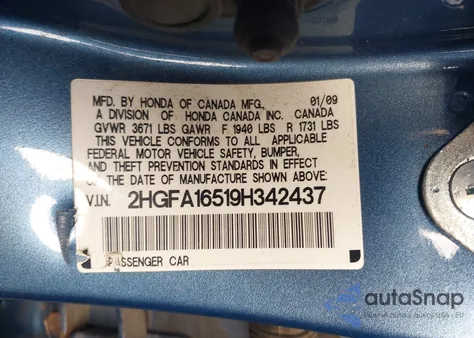 MFD. BY HONDA OF CANADA MFG., 01/09
A DIVISION OF HONDA CANADA INC. CANADA
GVWR 3671 LBS GAWR F 1940 LBS R 1731 LBS
THIS VEHICLE CONFORMS TO ALL APPLICABLE
FEDERAL MOTOR VEHICLE SAFETY, BUMPER,
AND THEFT PREVENTION STANDARDS IN EFFECT
ON THE DATE OF MANUFACTURE SHOWN ABOVE:
V.I.N. 2HGFA16519H342437
PASSENGER CAR
autoSnap